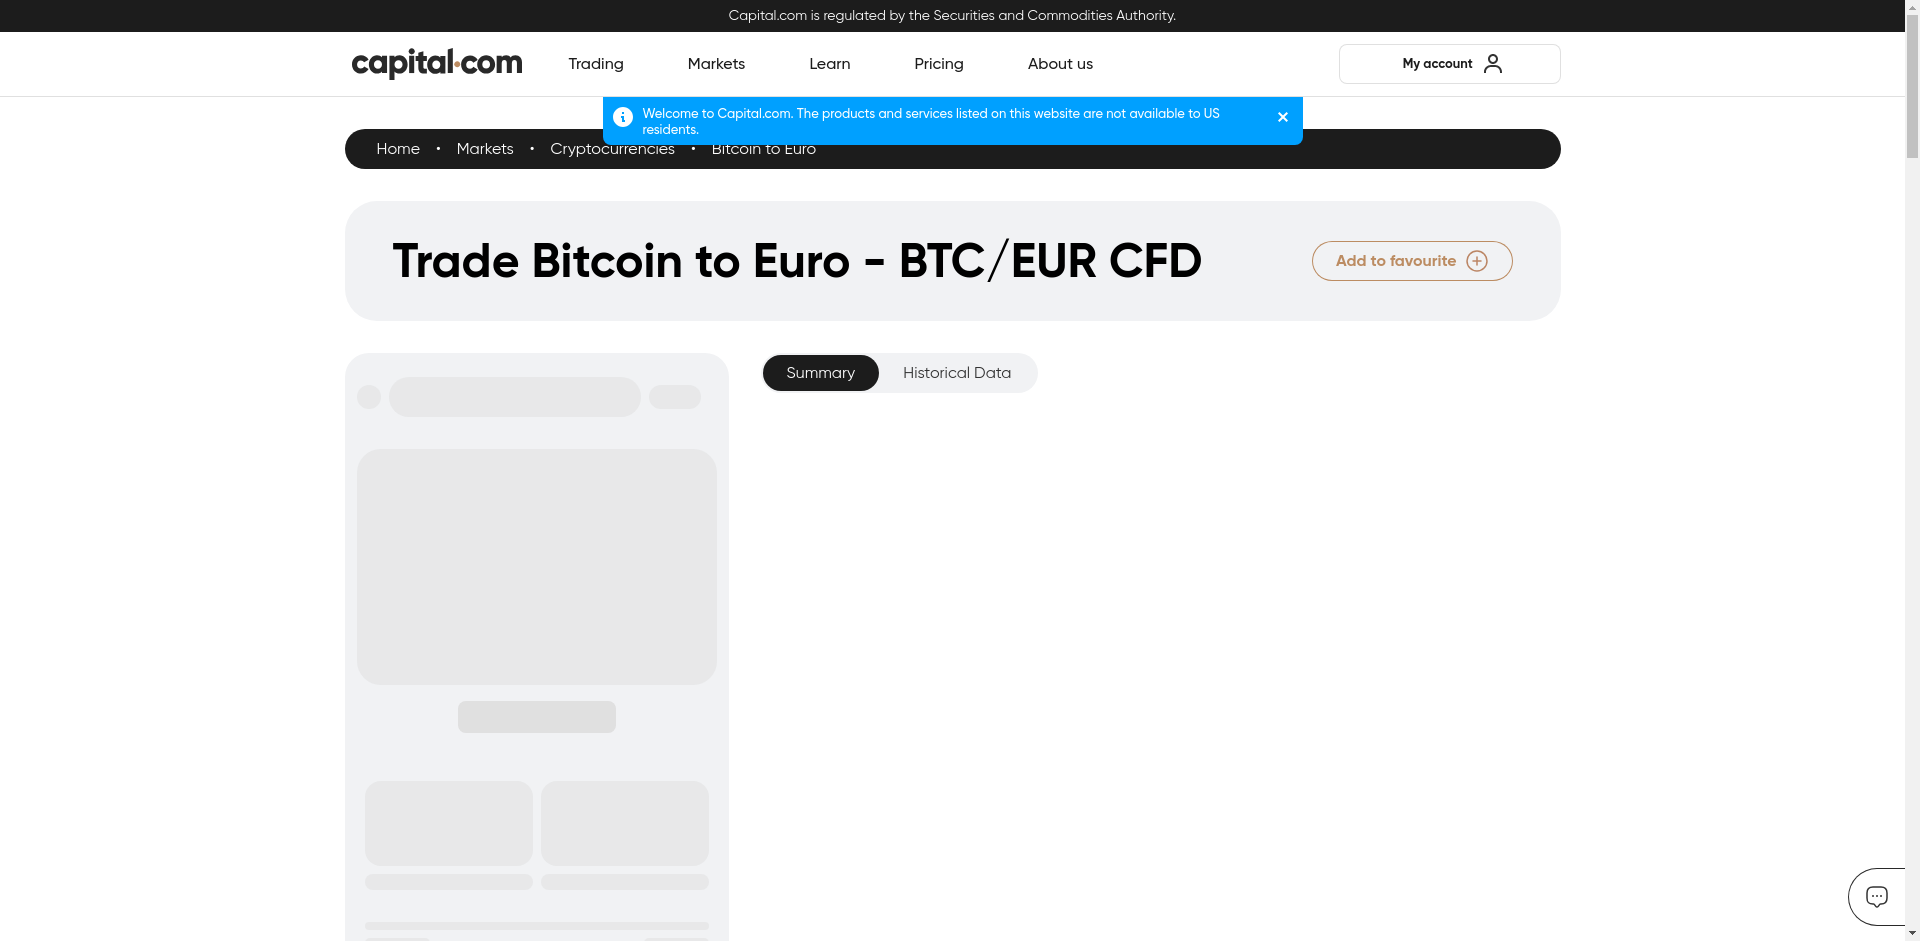 Capital.com is regulated by the Securities and Commodities Authority.
capital.com
Trading
Markets
Learn
Pricing
About us
My account
Welcome to Capital.com. The products and services listed on this website are not available to US
residents.
Home • Markets • Cryptocurrencies • Bitcoin to Euro
Trade Bitcoin to Euro - BTC/EUR CFD
Add to favourite
Summary
Historical Data